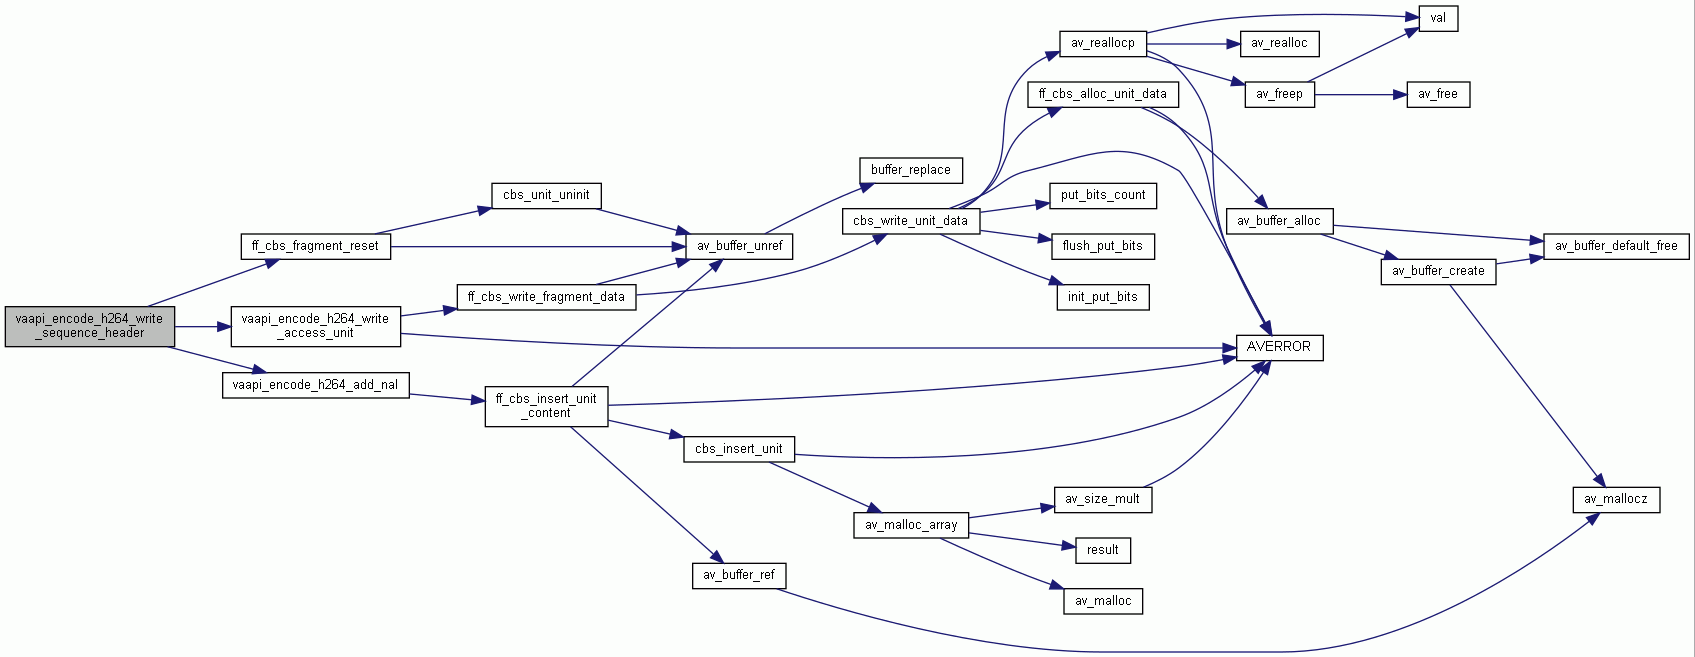 val
av_reallocp
av_realloc
ff_cbs_alloc_unit_data
av_freep
av_free
buffer_replace
cbs_unit_uninit
put_bits_count
cbs_write_unit_data
av_buffer_alloc
ff_cbs_fragment_reset
av_buffer_unref
flush_put_bits
av_buffer_default_free
av_buffer_create
ff_cbs_write_fragment_data
init_put_bits
vaapi_encode_h264_write
_sequence_header
vaapi_encode_h264_write
_access_unit
AVERROR
vaapi_encode_h264_add_nal
ff_cbs_insert_unit
_content
cbs_insert_unit
av_size_mult
av_mallocz
av_malloc_array
result
av_buffer_ref
av_malloc